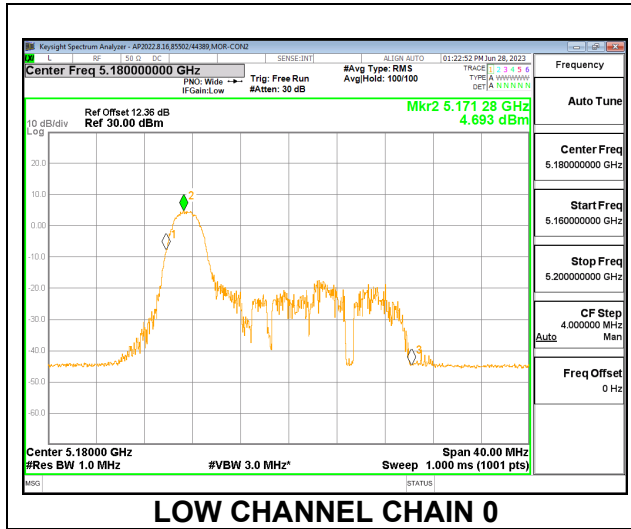 Keysight Spectrum Analyzer - AP2022.8.16,85502/44389,MOR-CON2
L RF 50 Ω DC SENSE:INT ALIGN AUTO 01:22:52 PM Jun 28, 2023
Center Freq 5.180000000 GHz
PNO: Wide
IFGain:Low
Trig: Free Run
#Atten: 30 dB
#Avg Type: RMS
Avg|Hold: 100/100
TRACE 1 2 3 4 5 6
TYPE A WWWWW
DET A N N N N N
Frequency
Mkr2 5.171 28 GHz
4.693 dBm
Ref Offset 12.36 dB
10 dB/div Ref 30.00 dBm
Log
20.0
10.0
0.00
-10.0
-20.0
-30.0
-40.0
-50.0
-60.0
1
2
3
Center 5.18000 GHz Span 40.00 MHz
#Res BW 1.0 MHz #VBW 3.0 MHz* Sweep 1.000 ms (1001 pts)
MSG STATUS
Auto Tune
Center Freq
5.180000000 GHz
Start Freq
5.160000000 GHz
Stop Freq
5.200000000 GHz
CF Step
4.000000 MHz
Auto Man
Freq Offset
0 Hz
LOW CHANNEL CHAIN 0